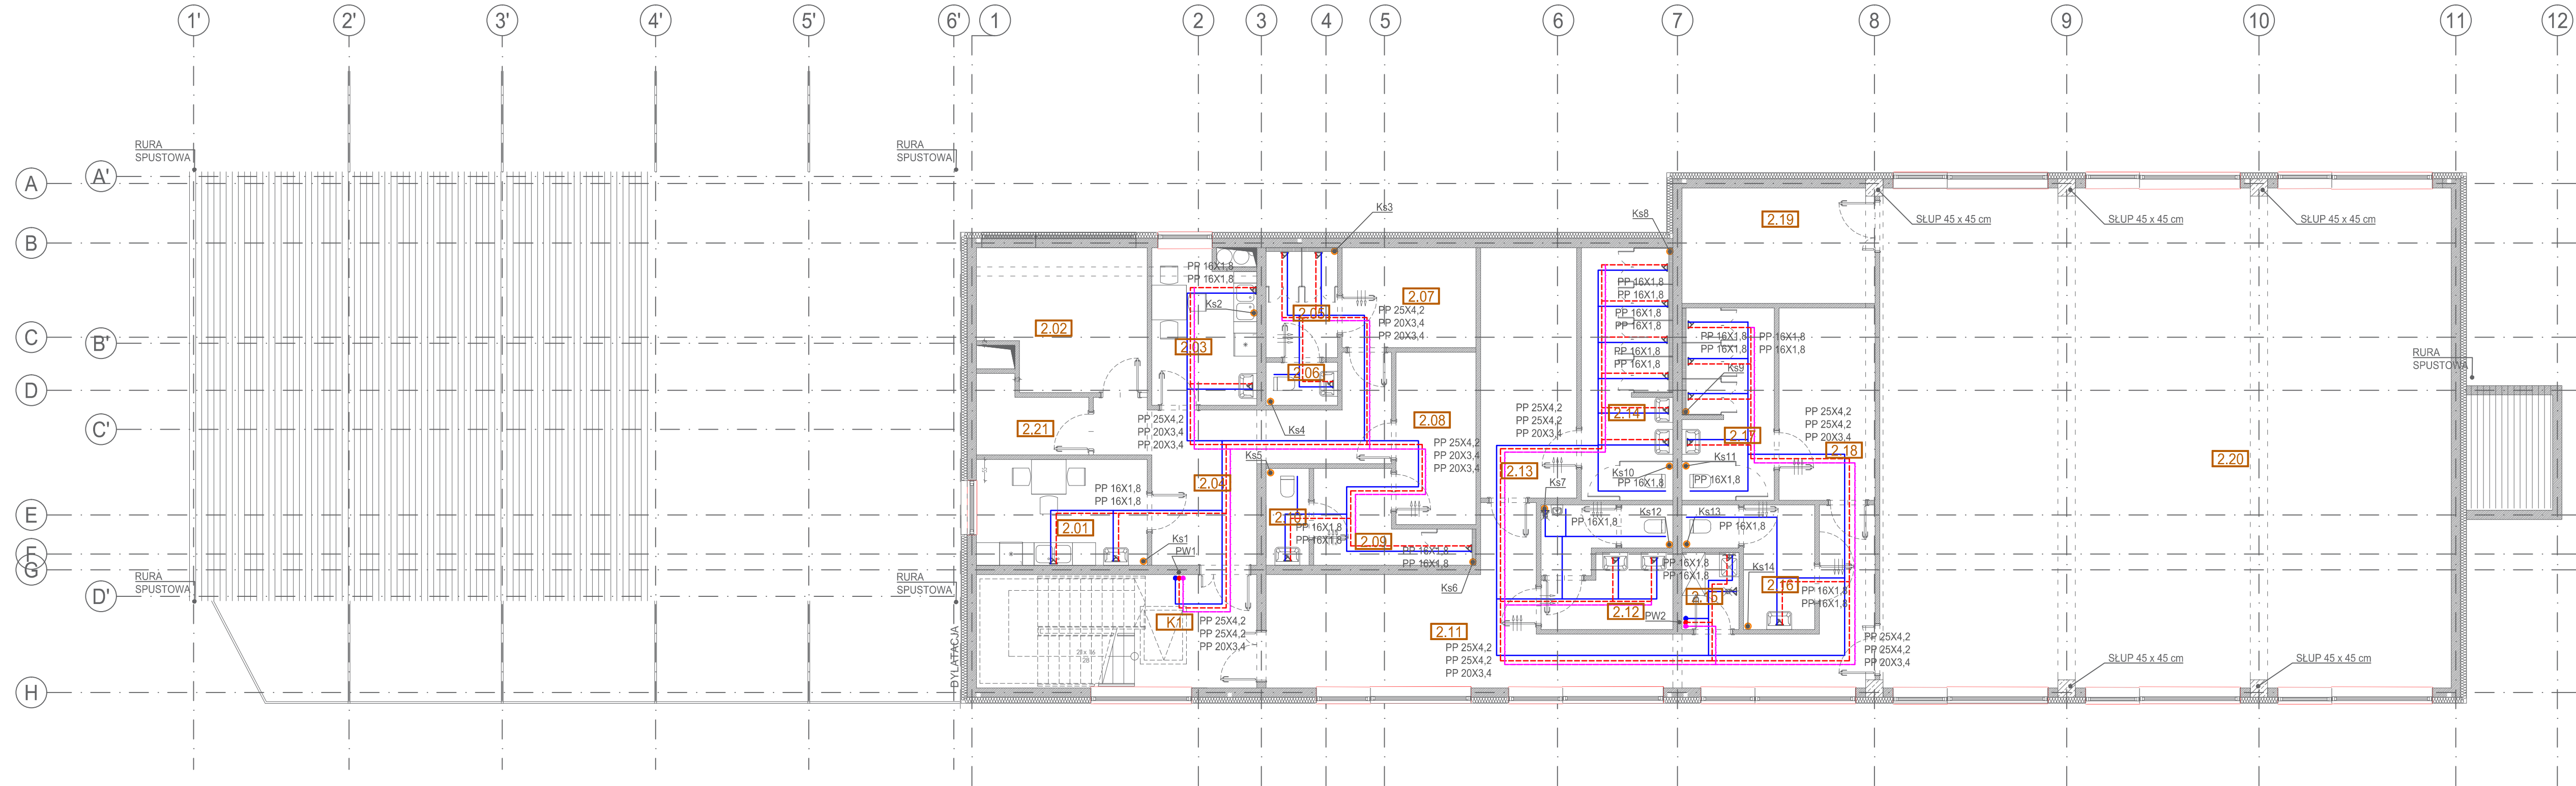 1'
2'
3'
4'
5'
6'
1
2
3
4
5
6
7
8
9
10
11
12
A
A'
B
C
B'
D
C'
E
F
G
D'
H
RURA
SPUSTOWA
RURA
SPUSTOWA
RURA
SPUSTOWA
RURA
SPUSTOWA
RURA
SPUSTOWA
DYLATACJA
SŁUP 45 x 45 cm
SŁUP 45 x 45 cm
SŁUP 45 x 45 cm
SŁUP 45 x 45 cm
SŁUP 45 x 45 cm
Ks3
Ks8
2.19
PP 16X1,8
PP 16X1,8
Ks2
2.05
2.07
PP 25X4,2
PP 20X3,4
PP 20X3,4
2.02
2.03
2.06
PP 16X1,8
PP 16X1,8
PP 16X1,8
PP 16X1,8
PP 16X1,8
PP 16X1,8
PP 16X1,8
PP 16X1,8
PP 16X1,8
PP 16X1,8
Ks9
2.21
PP 25X4,2
PP 20X3,4
PP 20X3,4
Ks4
2.08
PP 25X4,2
PP 20X3,4
PP 20X3,4
PP 25X4,2
PP 25X4,2
PP 20X3,4
2.14
2.17
PP 25X4,2
PP 25X4,2
PP 20X3,4
2.18
2.20
Ks5
2.04
2.13
Ks10
PP 16X1,8
Ks11
PP 16X1,8
PP 16X1,8
PP 16X1,8
2.01
PP 16X1,8
PP 16X1,8
2.09
Ks7
PP 16X1,8
Ks12
Ks13
PP 16X1,8
Ks1
PW1
PP 16X1,8
PP 16X1,8
Ks6
PP 16X1,8
PP 16X1,8
Ks14
2.15
2.16
PP 16X1,8
PP 16X1,8
K1
PP 25X4,2
PP 25X4,2
PP 20X3,4
2.12
PW2
2.11
PP 25X4,2
PP 25X4,2
PP 20X3,4
PP 25X4,2
PP 25X4,2
PP 20X3,4